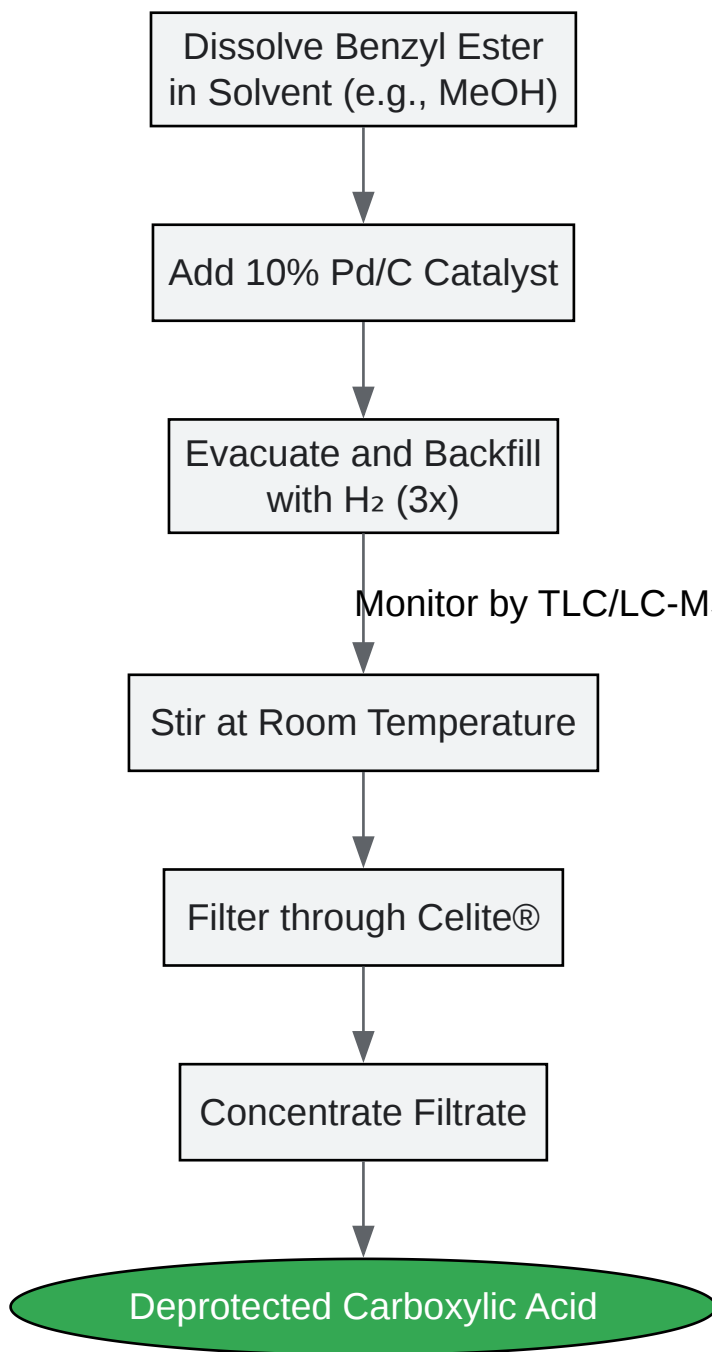 Dissolve Benzyl Ester
in Solvent (e.g., MeOH)
Add 10% Pd/C Catalyst
Evacuate and Backfill
with H₂ (3x)
Monitor by TLC/LC-M
Stir at Room Temperature
Filter through Celite®
Concentrate Filtrate
Deprotected Carboxylic Acid